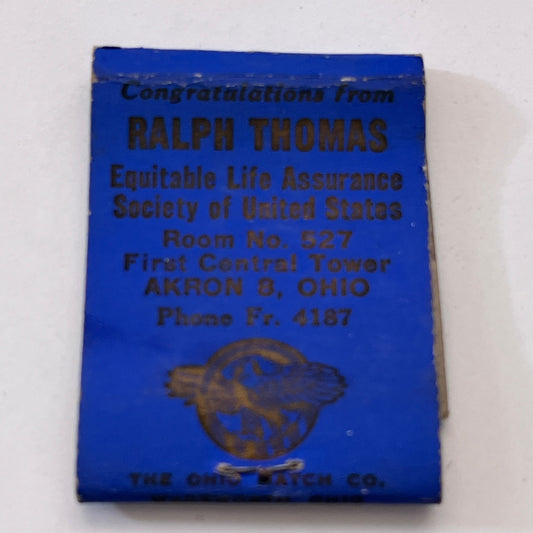 Congratulations from
RALPH THOMAS
Equitable Life Assurance
Society of United States
Room No. 527
First Central Tower
AKRON 8, OHIO
Phone Fr. 4187
THE OHIO MATCH CO.
OHIO